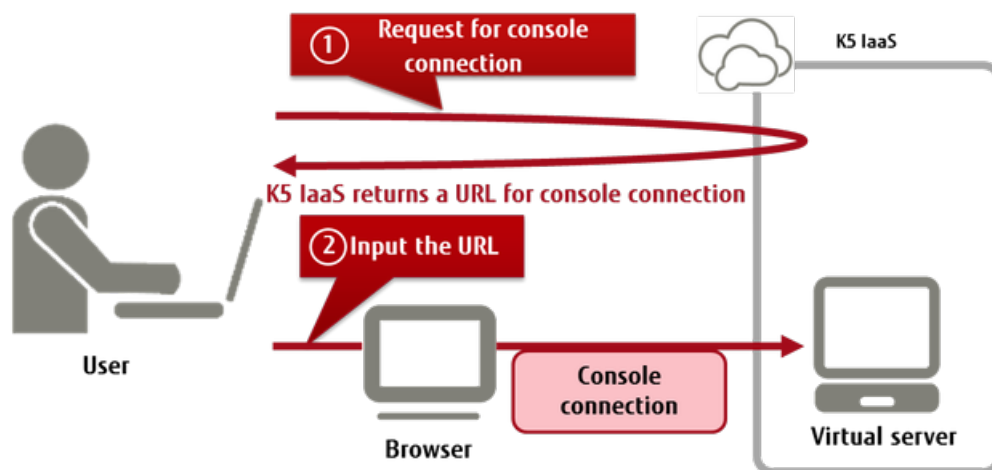 ① Request for console
connection
K5 IaaS
K5 IaaS returns a URL for console connection
② Input the URL
User
Console
connection
Browser
Virtual server